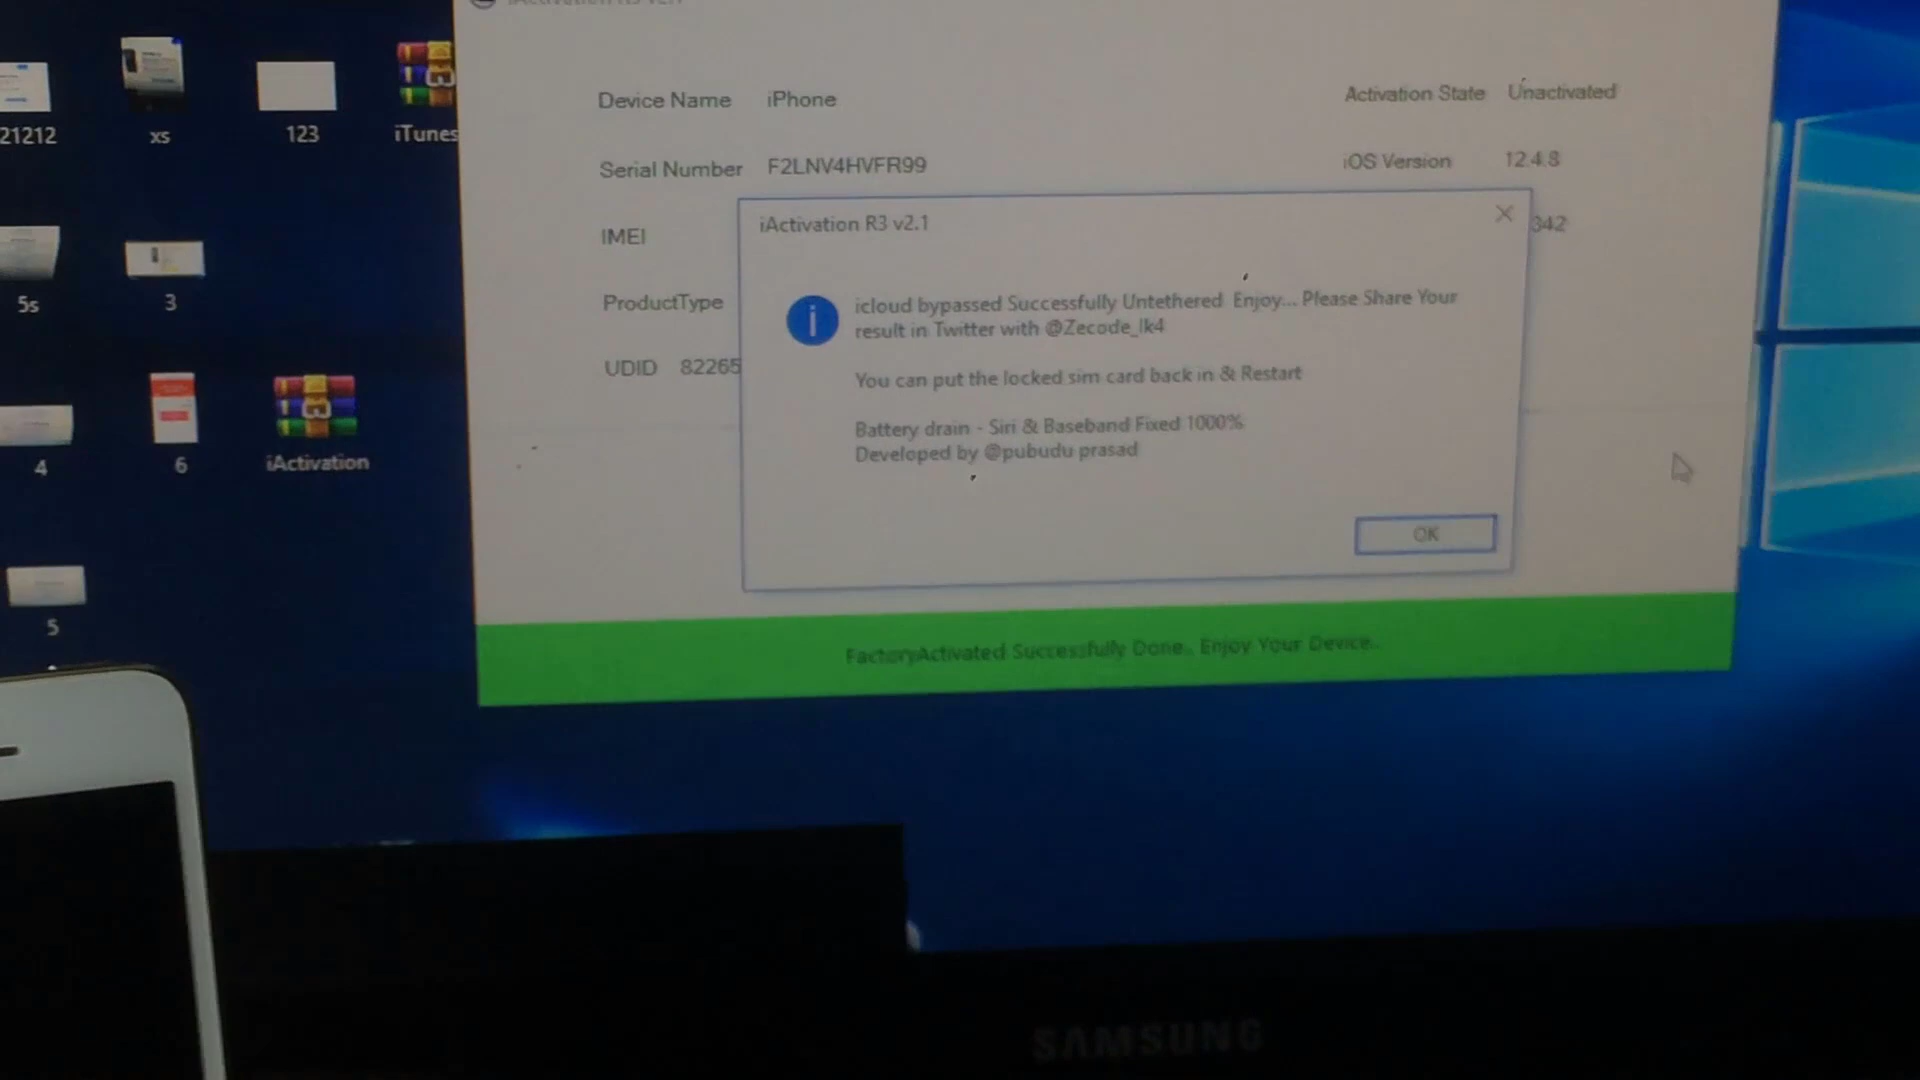 Device Name iPhone
Activation State Unactivated
Serial Number F2LNV4HVFR99
iOS Version 12.4.8
IMEI
342
ProductType
UDID 82265
iActivation R3 v2.1
icloud bypassed Successfully Untethered Enjoy... Please Share Your
result in Twitter with @Zecode_lk4
You can put the locked sim card back in & Restart
Battery drain - Siri & Baseband Fixed 1000%
Developed by @pubudu prasad
OK
FactoryActivated Successfully Done.. Enjoy Your Device..
21212
xs
123
iTunes
5s
3
4
6
iActivation
5
SAMSUNG